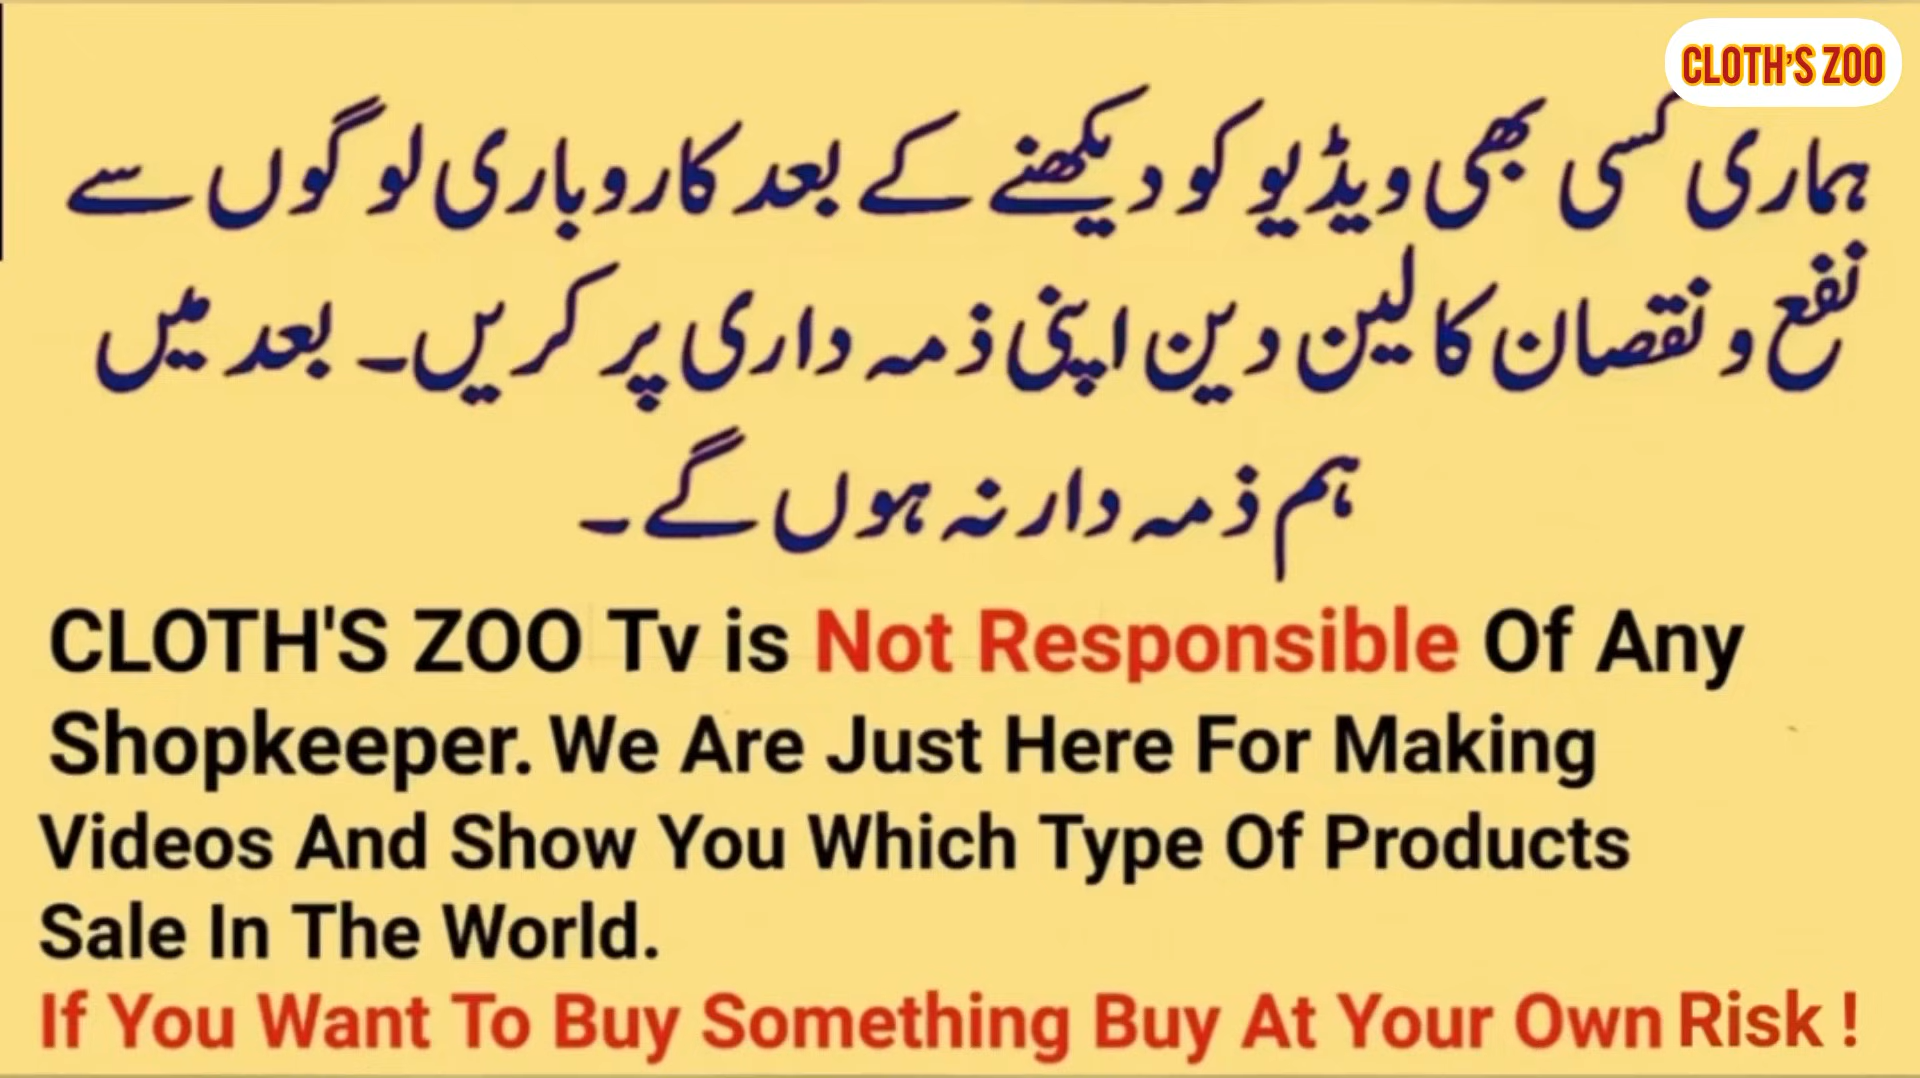 CLOTH'S ZOO
ہماری کسی بھی ویڈیو کو دیکھنے کے بعد کاروباری لوگوں سے
نفع و نقصان کا لین دین اپنی ذمہ داری پر کریں۔ بعد میں
ہم ذمہ دار نہ ہوں گے۔
CLOTH'S ZOO Tv is Not Responsible Of Any
Shopkeeper. We Are Just Here For Making
Videos And Show You Which Type Of Products
Sale In The World.
If You Want To Buy Something Buy At Your Own Risk !